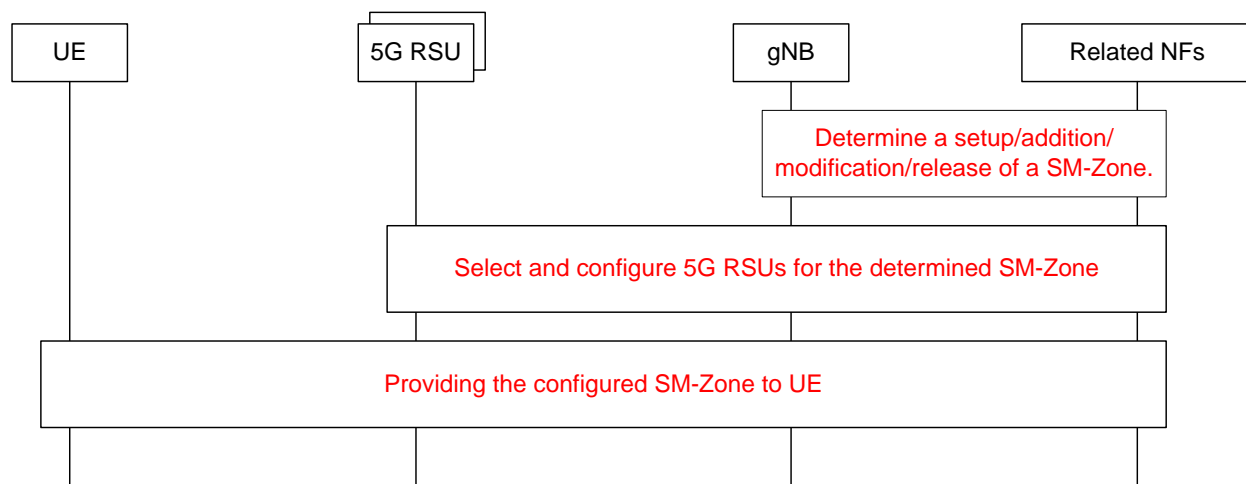 UE
5G RSU
gNB
Related NFs
Determine a setup/addition/
modification/release of a SM-Zone.
Select and configure 5G RSUs for the determined SM-Zone
Providing the configured SM-Zone to UE